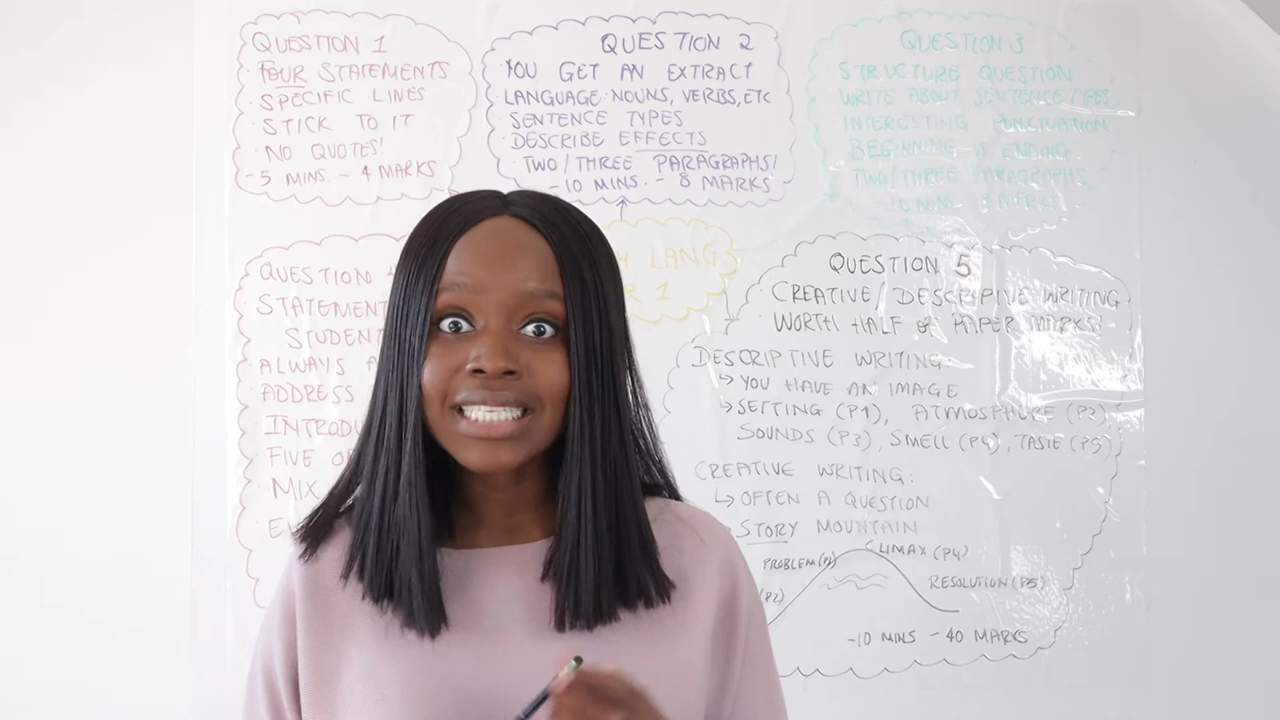 QUESTION 1
· FOUR STATEMENTS
· SPECIFIC LINES
· STICK TO IT
· NO QUOTES!
- 5 MINS - 4 MARKS
QUESTION 2
· YOU GET AN EXTRACT
LANGUAGE: NOUNS, VERBS, ETC
· SENTENCE TYPES
· DESCRIBE EFFECTS
· TWO/THREE PARAGRAPHS!
- 10 MINS. - 8 MARKS
QUESTION 3
STRUCTURE QUESTION
WRITE ABOUT SENTENCE TYPES
INTERESTING PUNCTUATION
BEGINNING ENDING
TWO/THREE PARAGRAPHS
MARKS
LANG
R 1
QUESTION
STATEMENT
STUDENT
ALWAYS A
ADDRESS
INTRODU
FIVE OR
MIX
QUESTION 5
CREATIVE/DESCRIPTIVE WRITING
WORTH HALF OF PAPER MARKS!
DESCRIPTIVE WRITING:
↳ YOU HAVE AN IMAGE
↳ SETTING (P1), ATMOSPHERE (P2),
SOUNDS (P3), SMELL (P4), TASTE (P5)
CREATIVE WRITING:
↳ OFTEN A QUESTION
STORY MOUNTAIN
CLIMAX (P4)
PROBLEM
RESOLUTION (P5)
(P2)
-10 MINS - 40 MARKS